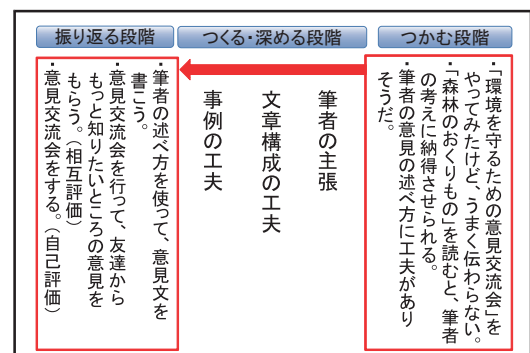 つかむ段階
・「環境を守るための意見交流会」を
やってみたけど、うまく伝わらない。
・「森林のおくりもの」を読むと、筆者
の考えに納得させられる。
・筆者の意見の述べ方に工夫があり
そうだ。
つくる・深める段階
筆者の主張
文章構成の工夫
事例の工夫
振り返る段階
・筆者の述べ方を使って、意見文を
書こう。
・意見交流会を行って、友達から
もっと知りたいところの意見を
もらう。（相互評価）
・意見交流会をする。（自己評価）